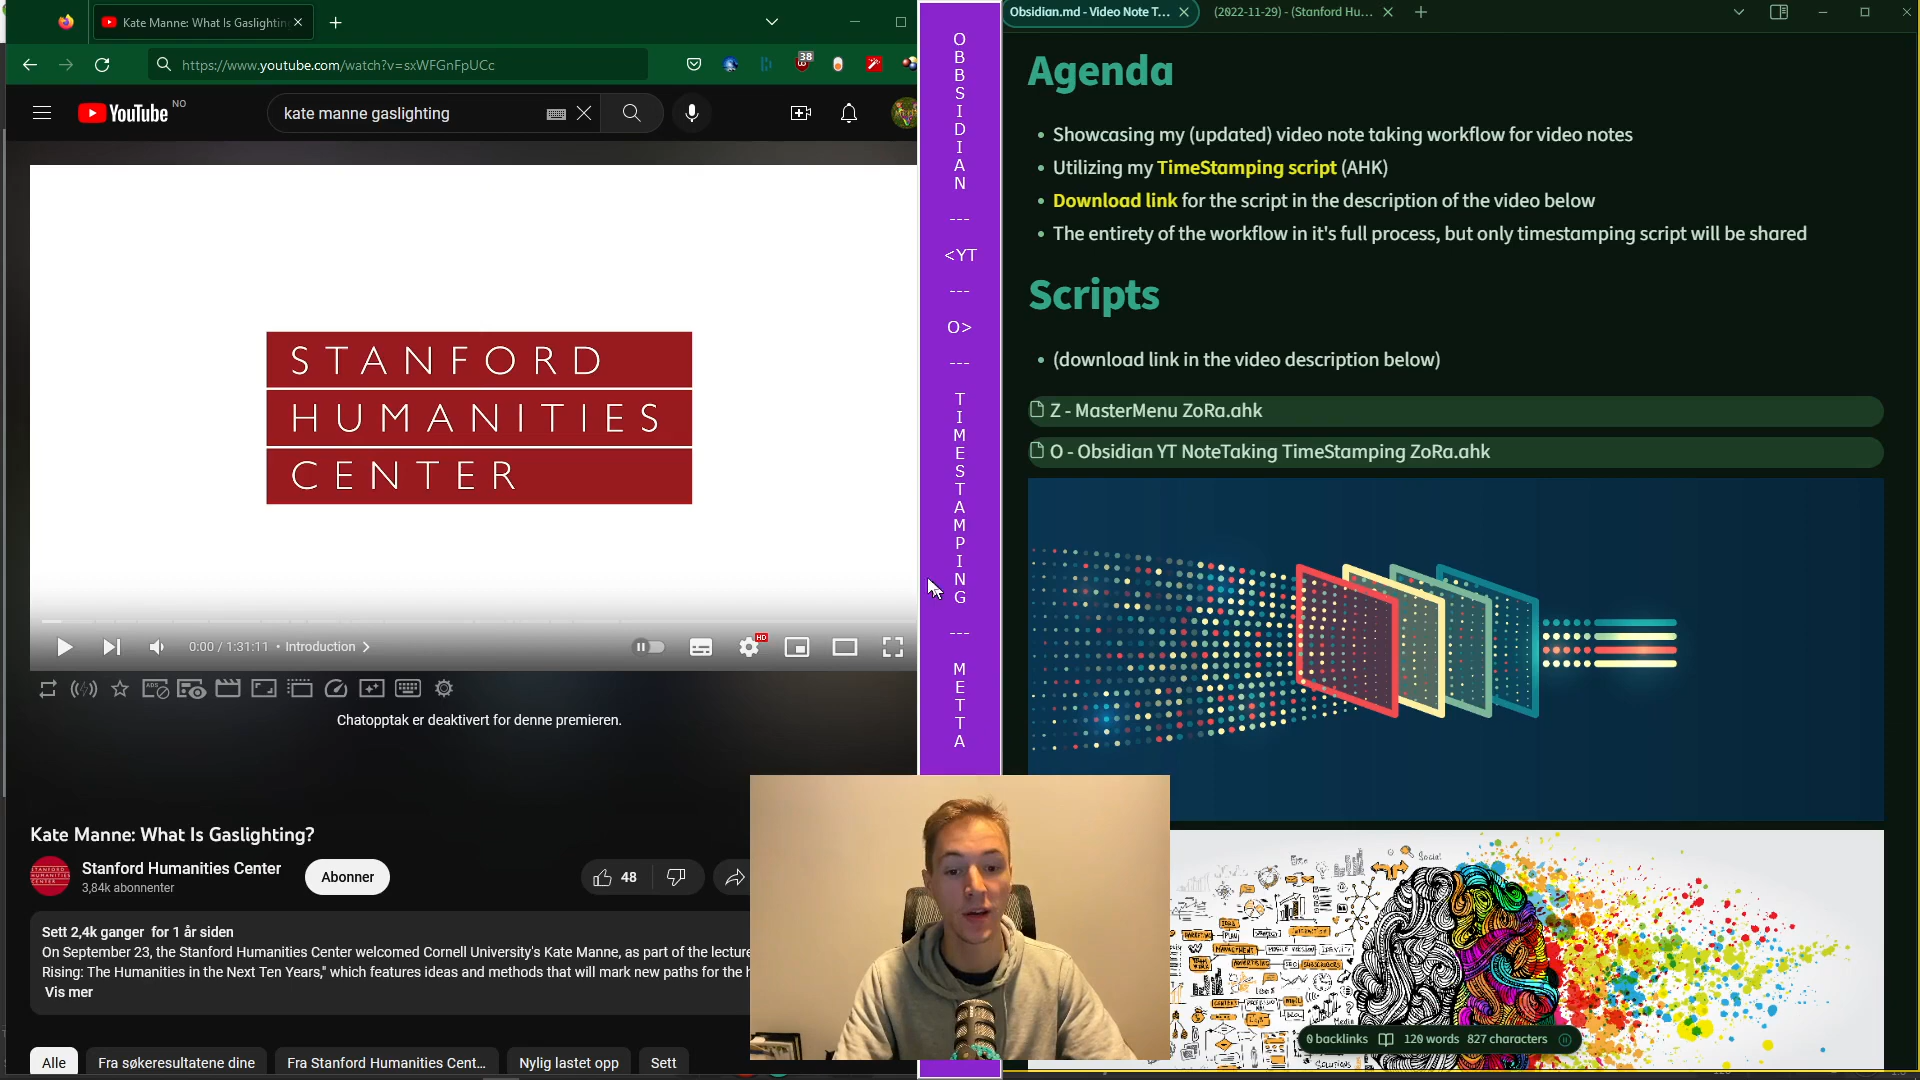 Kate Manne: What Is Gaslighting
https://www.youtube.com/watch?v=sxWFGnFpUCc
38
YouTube NO
kate manne gaslighting
STANFORD
HUMANITIES
CENTER
0:00 / 1:31:11 • Introduction
HD
Chatopptak er deaktivert for denne premieren.
Kate Manne: What Is Gaslighting?
Stanford Humanities Center
3,84k abonnenter
Abonner
48
Sett 2,4k ganger for 1 år siden
On September 23, the Stanford Humanities Center welcomed Cornell University's Kate Manne, as part of the lecture
Rising: The Humanities in the Next Ten Years," which features ideas and methods that will mark new paths for the h
Vis mer
Alle
Fra søkeresultatene dine
Fra Stanford Humanities Cent...
Nylig lastet opp
Sett
OBBSIDIAN
---
<YT
---
O>
---
TIMESTAMPING
---
METTA
Obsidian.md - Video Note T...
(2022-11-29) - (Stanford Hu...
Agenda
• Showcasing my (updated) video note taking workflow for video notes
• Utilizing my TimeStamping script (AHK)
• Download link for the script in the description of the video below
• The entirety of the workflow in it's full process, but only timestamping script will be shared
Scripts
• (download link in the video description below)
Z - MasterMenu ZoRa.ahk
O - Obsidian YT NoteTaking TimeStamping ZoRa.ahk
Social
MANAGEMENT
Media
SOLUTIONS
0 backlinks
120 words
827 characters